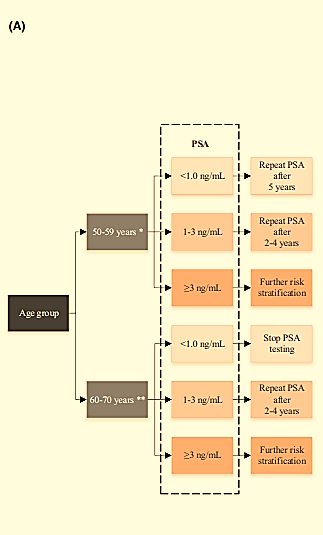 (A)
PSA
<1.0 ng/mL
Repeat PSA
after
5 years
50-59 years *
1-3 ng/mL
Repeat PSA
after
2-4 years
≥3 ng/mL
Further risk
stratification
Age group
<1.0 ng/mL
Stop PSA
testing
60-70 years **
1-3 ng/mL
Repeat PSA
after
2-4 years
≥3 ng/mL
Further risk
stratification